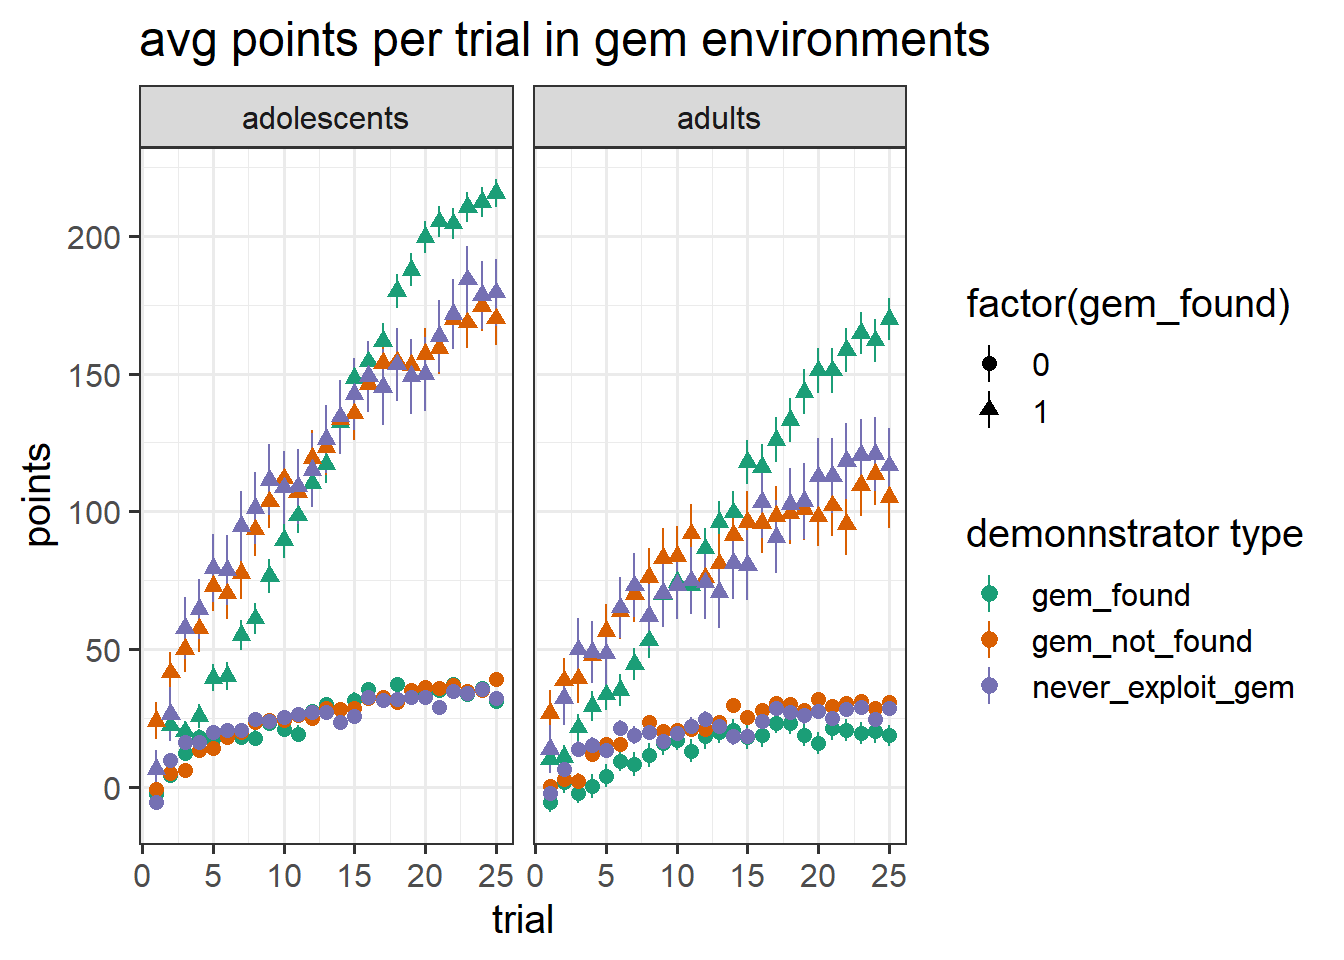 avg points per trial in gem environments
adolescents
adults
200
150
100
50
0
points
0 5 10 15 20 25
0 5 10 15 20 25
trial
factor(gem_found)
0
1
demonnstrator type
gem_found
gem_not_found
never_exploit_gem